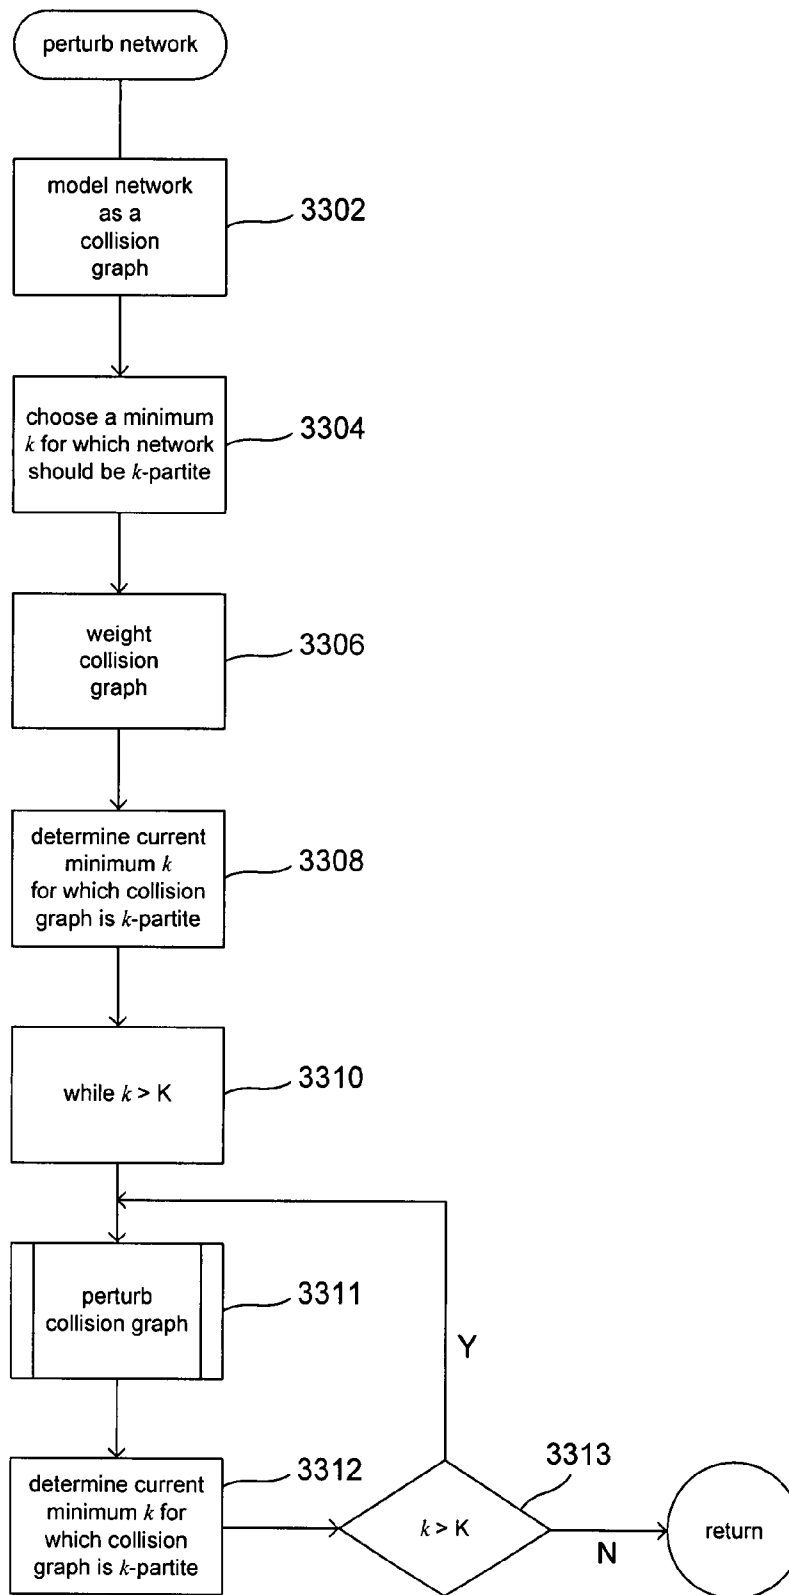 perturb network
model network
as a
collision
graph
3302
choose a minimum
k for which network
should be k-partite
3304
weight
collision
graph
3306
determine current
minimum k
for which collision
graph is k-partite
3308
while k > K
3310
perturb
collision graph
3311
Y
determine current
minimum k for
which collision
graph is k-partite
3312
k > K
3313
N
return